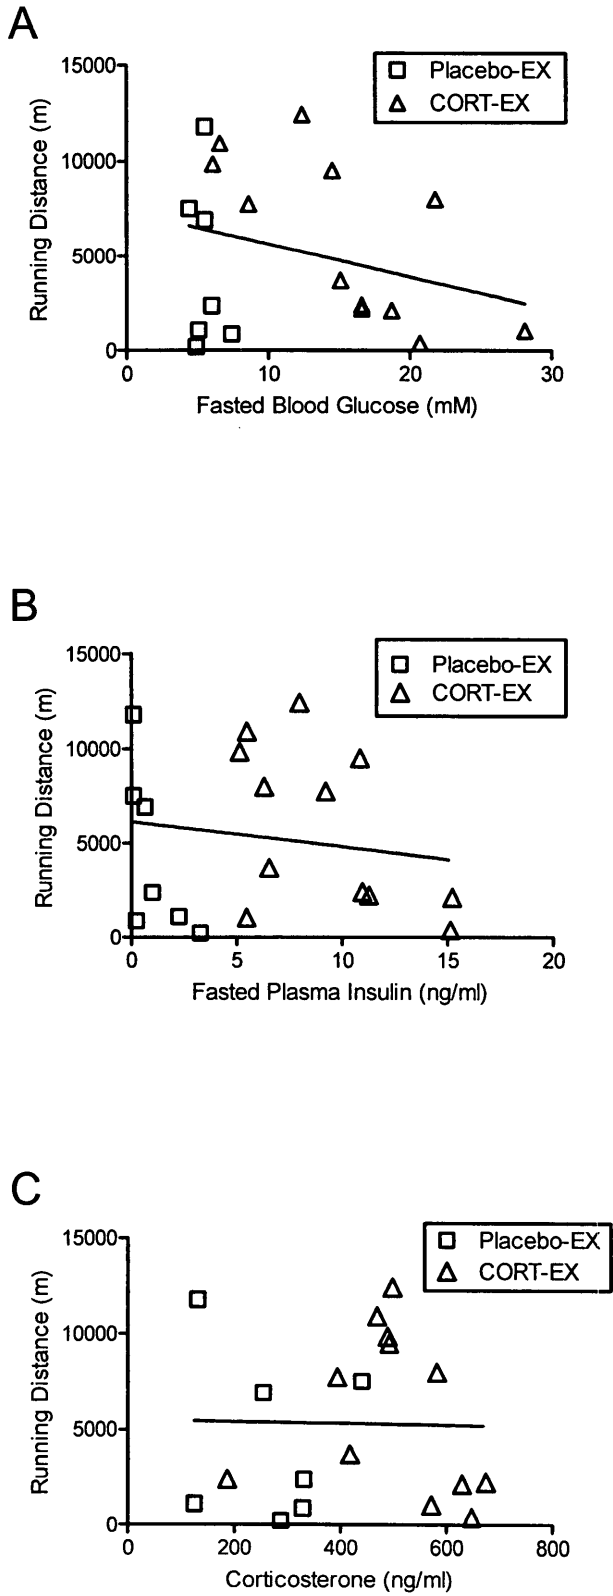 A
15000
10000
5000
0
Running Distance (m)
Placebo-EX
CORT-EX
0 10 20 30
Fasted Blood Glucose (mM)
B
15000
10000
5000
0
Running Distance (m)
Placebo-EX
CORT-EX
0 5 10 15 20
Fasted Plasma Insulin (ng/ml)
C
15000
10000
5000
0
Running Distance (m)
Placebo-EX
CORT-EX
0 200 400 600 800
Corticosterone (ng/ml)